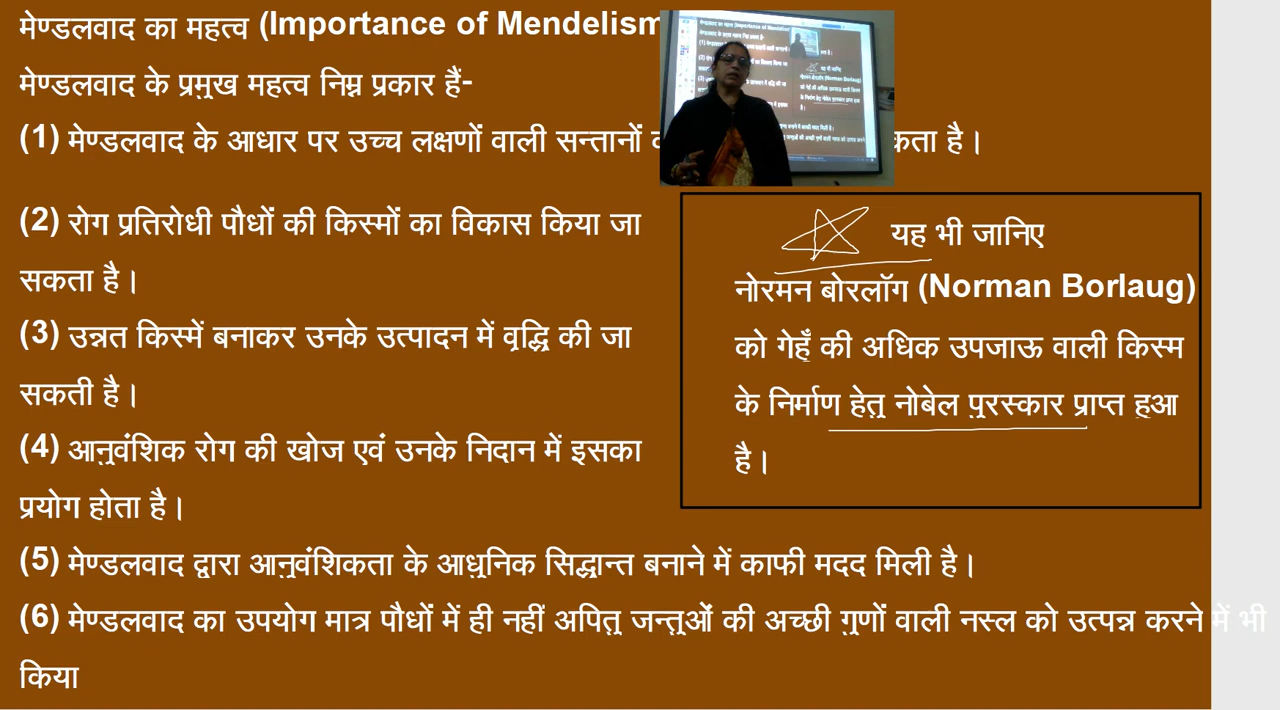 मेण्डलवाद का महत्व (Importance of Mendelism
मेण्डलवाद के प्रमुख महत्व निम्न प्रकार हैं-
(1) मेण्डलवाद के आधार पर उच्च लक्षणों वाली सन्तानों कता है।
(2) रोग प्रतिरोधी पौधों की किस्मों का विकास किया जा
सकता है।
(3) उन्नत किस्में बनाकर उनके उत्पादन में वृद्धि की जा
सकती है।
(4) आनुवंशिक रोग की खोज एवं उनके निदान में इसका
प्रयोग होता है।
(5) मेण्डलवाद द्वारा आनुवंशिकता के आधुनिक सिद्धान्त बनाने में काफी मदद मिली है।
(6) मेण्डलवाद का उपयोग मात्र पौधों में ही नहीं अपितु जन्तुओं की अच्छी गुणों वाली नस्ल को उत्पन्न करने में भी
किया
यह भी जानिए
नोरमन बोरलॉग (Norman Borlaug)
को गेहूँ की अधिक उपजाऊ वाली किस्म
के निर्माण हेतु नोबेल पुरस्कार प्राप्त हुआ
है।